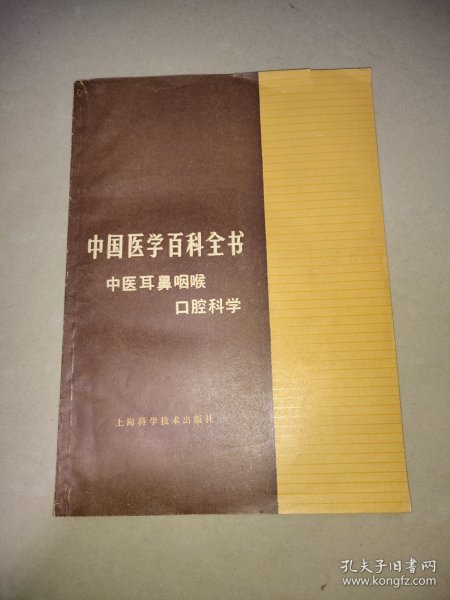 中国医学百科全书
中医耳鼻咽喉
口腔科学
上海科学技术出版社
孔夫子旧书网
www.kongfz.com